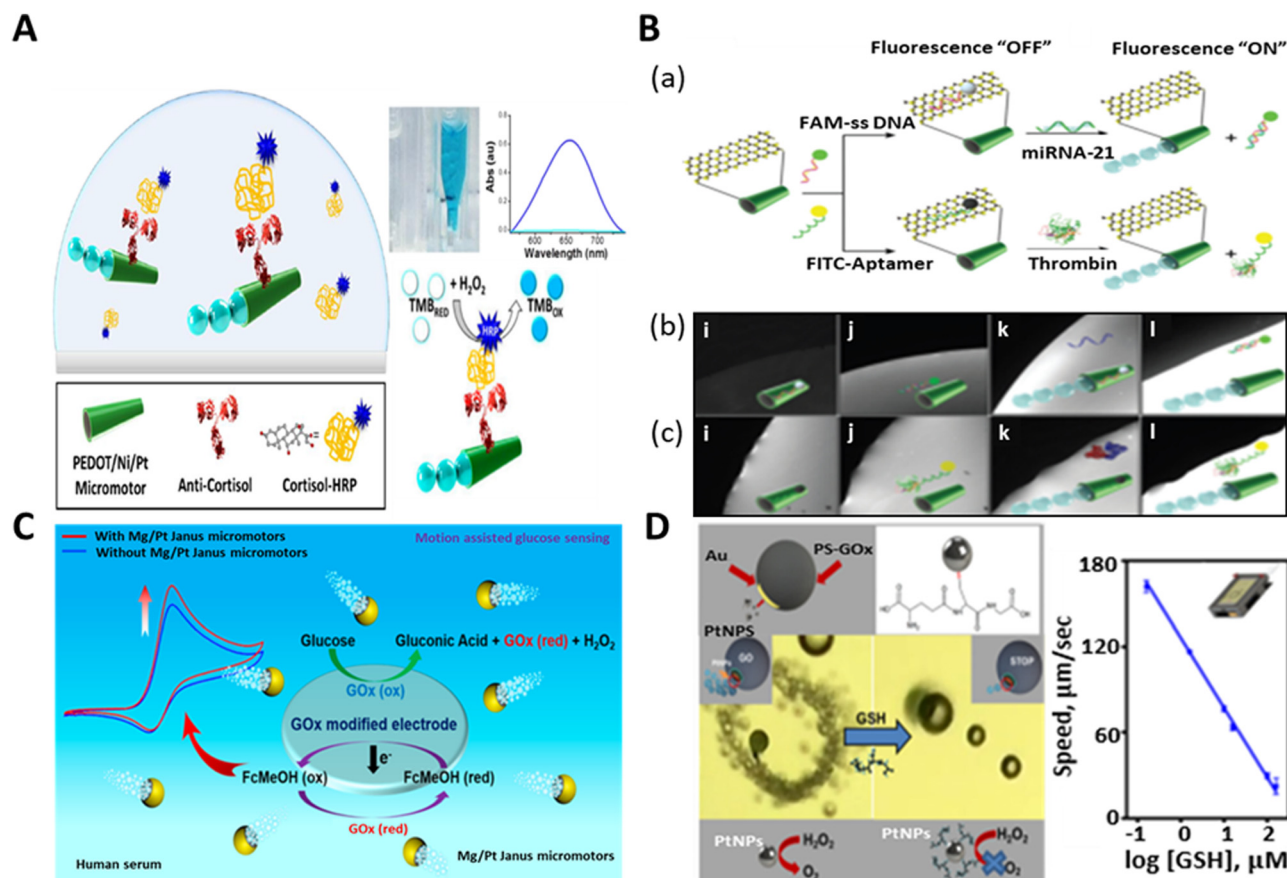 A
Abs (au)
600
700
Wavelength (nm)
TMBRED
+ H2O2
TMBOX
HRP
PEDOT/Ni/Pt
Micromotor
Anti-Cortisol
=
Cortisol-HRP
B
(a)
Fluorescence “OFF”
Fluorescence “ON”
FAM-ss DNA
miRNA-21
+
FITC-Aptamer
Thrombin
+
(b)
i
j
k
l
(c)
i
j
k
l
C
With Mg/Pt Janus micromotors
Without Mg/Pt Janus micromotors
Motion assisted glucose sensing
Glucose
Gluconic Acid + GOx (red) + H2O2
GOx (ox)
GOx modified electrode
e-
FcMeOH (ox)
FcMeOH (red)
GOx (red)
Human serum
Mg/Pt Janus micromotors
D
Au
PS-GOx
PtNPS
GO
STOP
GSH
PtNPs
H2O2
O2
PtNPs
H2O2
O2
Speed, µm/sec
180
120
60
0
-1
0
1
2
log [GSH], µM